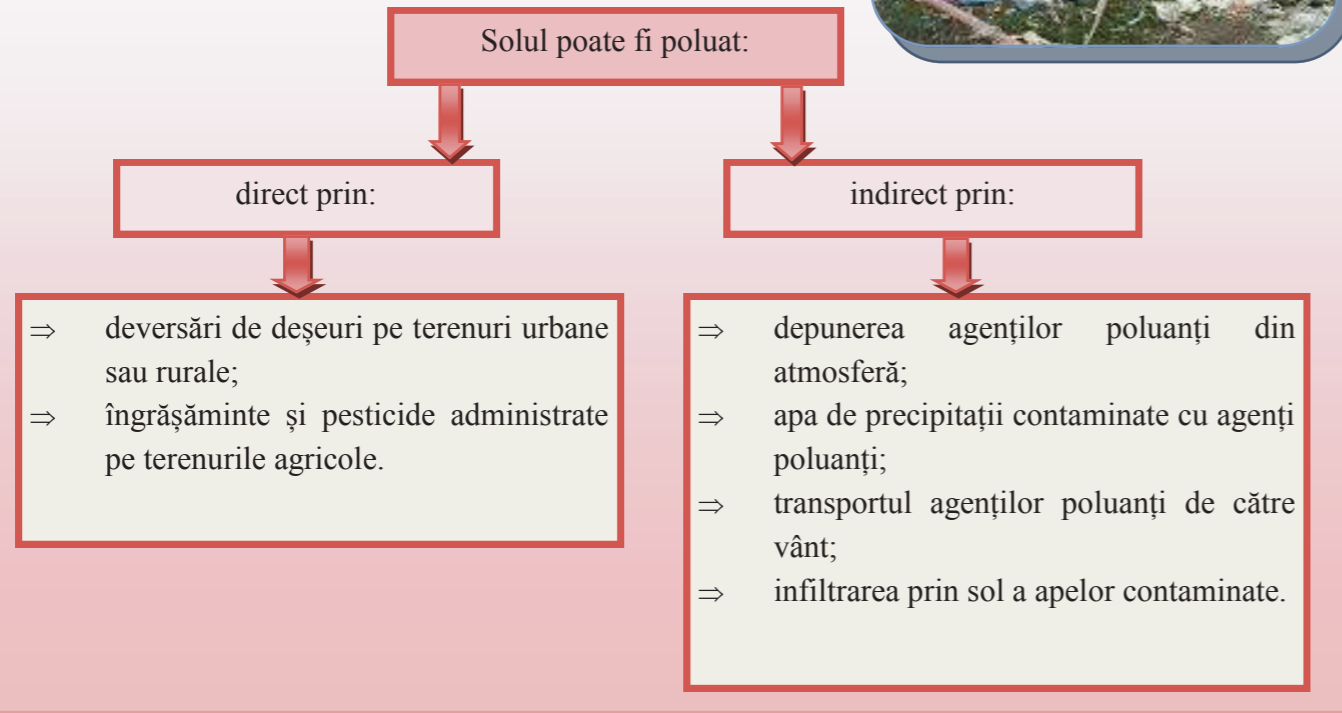 Solul poate fi poluat:
direct prin:
⇒ deversări de deșeuri pe terenuri urbane
sau rurale;
⇒ îngrășăminte și pesticide administrate
pe terenurile agricole.
indirect prin:
⇒ depunerea agenților poluanți din
atmosferă;
⇒ apa de precipitații contaminate cu agenți
poluanți;
⇒ transportul agenților poluanți de către
vânt;
⇒ infiltrarea prin sol a apelor contaminate.